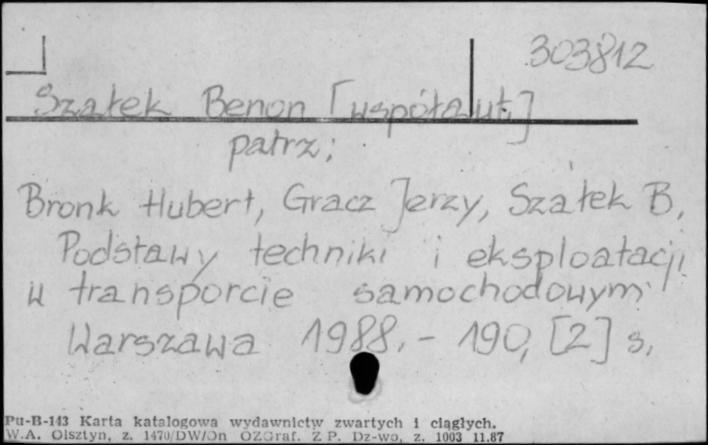 303812
Szałek Benon [współaut.]
patrz:
Bronk Hubert, Gracz Jerzy, Szałek B,
Podstawy techniki i eksploatacji
w transporcie samochodowym
Warszawa 1988. - 190, [2] s.
Pu-B-143 Karta katalogowa wydawnictw zwartych i ciągłych.
W.A. Olsztyn, z. 1470/DW/Dn OZGraf. Z P. Dz-wo, z. 1003 11.87